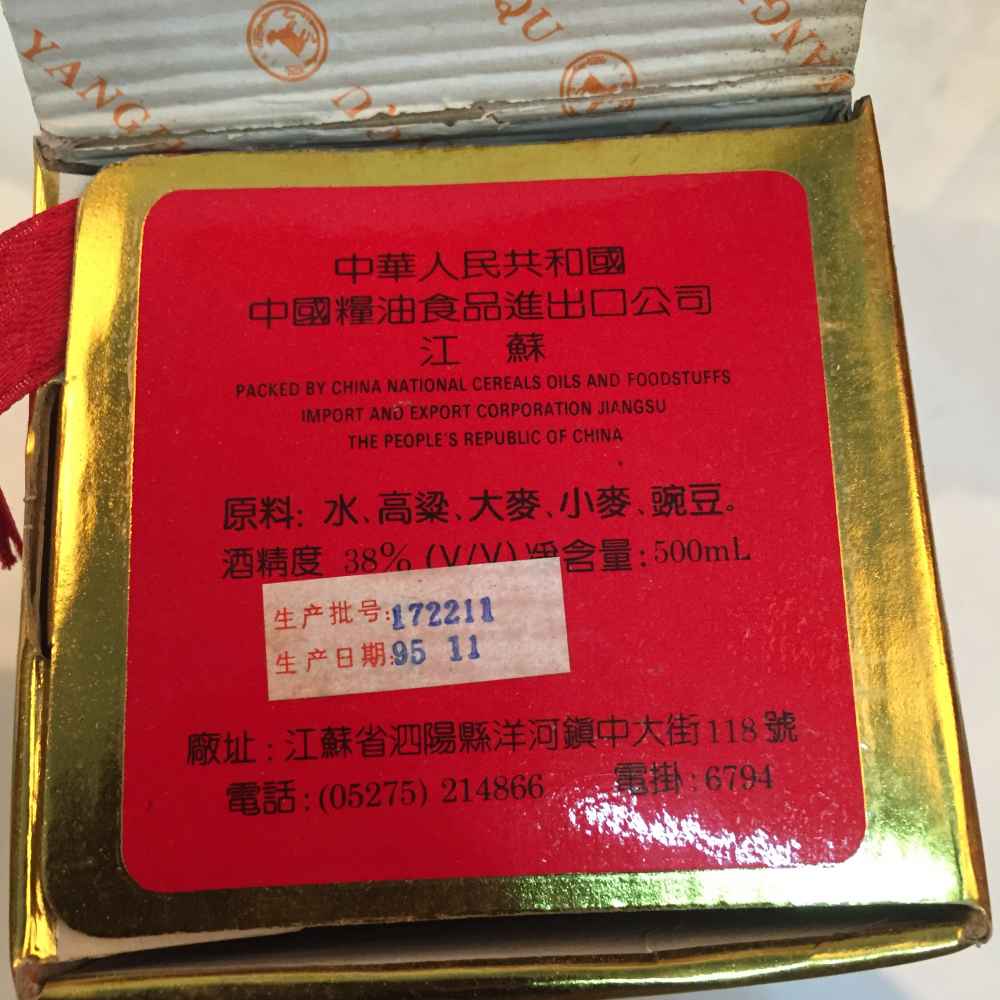 YANG
QU
中華人民共和國
中國糧油食品進出口公司
江 蘇
PACKED BY CHINA NATIONAL CEREALS OILS AND FOODSTUFFS
IMPORT AND EXPORT CORPORATION JIANGSU
THE PEOPLE'S REPUBLIC OF CHINA
原料: 水、高粱、大麥、小麥、豌豆。
酒精度 38% (V/V) 净含量:500mL
生产批号:172211
生产日期:95 11
廠址:江蘇省泗陽縣洋河鎮中大街118號
電話:(05275) 214866 電掛:6794